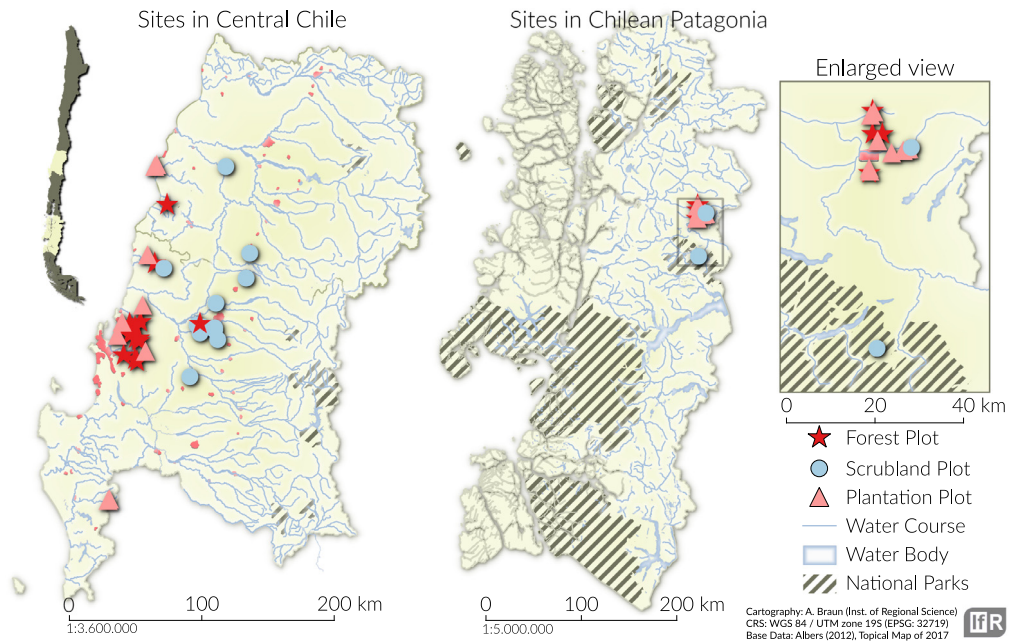 Sites in Central Chile
Sites in Chilean Patagonia
Enlarged view
0 20 40 km
Forest Plot
Scrubland Plot
Plantation Plot
Water Course
Water Body
National Parks
0 100 200 km
1:3.600.000
0 100 200 km
1:5.000.000
Cartography: A. Braun (Inst. of Regional Science)
CRS: WGS 84 / UTM zone 19S (EPSG: 32719)
Base Data: Albers (2012), Topical Map of 2017
IfR